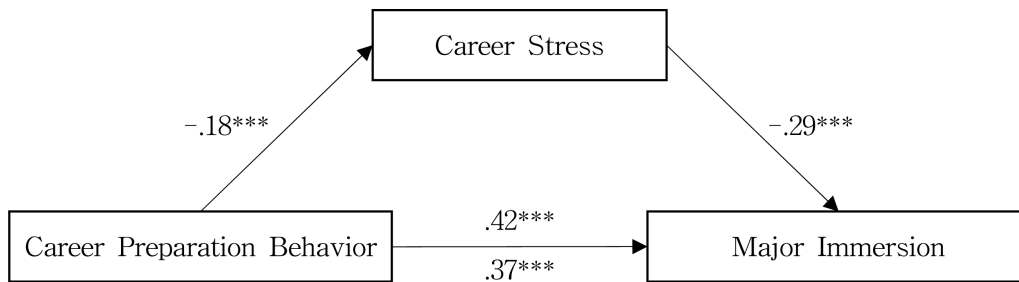 Career Stress
-.18***
-.29***
.42***
Career Preparation Behavior
Major Immersion
.37***